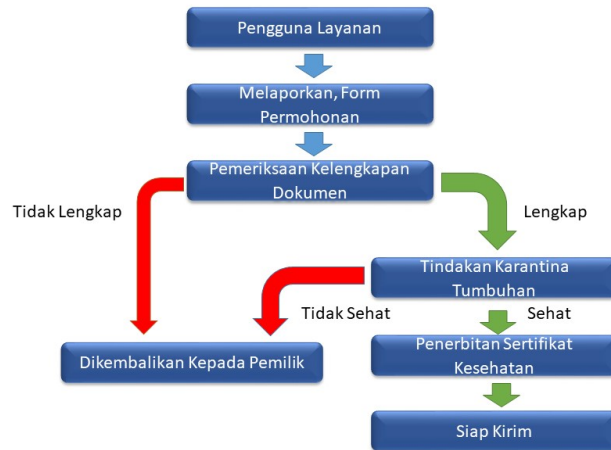 Pengguna Layanan
Melaporkan, Form
Permohonan
Pemeriksaan Kelengkapan
Dokumen
Tidak Lengkap
Lengkap
Tindakan Karantina
Tumbuhan
Tidak Sehat
Sehat
Dikembalikan Kepada Pemilik
Penerbitan Sertifikat
Kesehatan
Siap Kirim